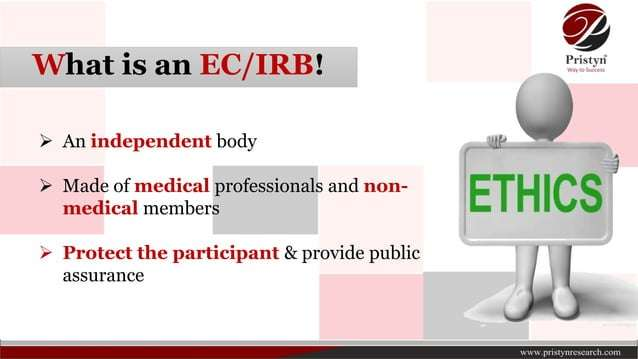 Pristyn®
Way to Success
What is an EC/IRB!
➢ An independent body
➢ Made of medical professionals and non-
medical members
➢ Protect the participant & provide public
assurance
ETHICS
www.pristynresearch.com